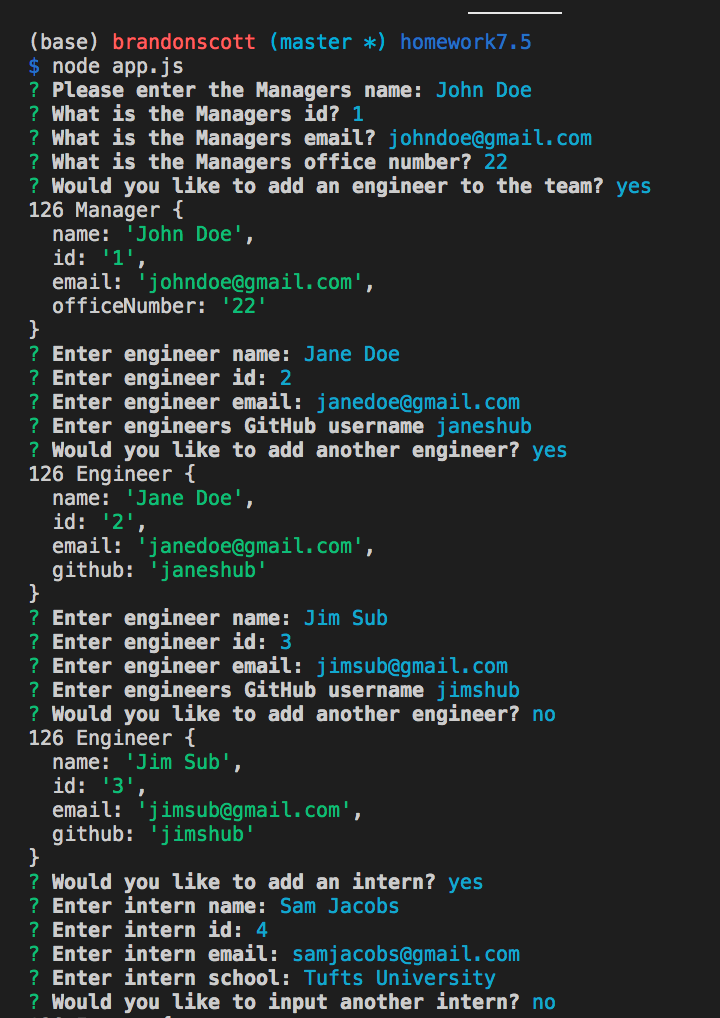 (base) brandonscott (master *) homework7.5
$ node app.js
? Please enter the Managers name: John Doe
? What is the Managers id? 1
? What is the Managers email? johndoe@gmail.com
? What is the Managers office number? 22
? Would you like to add an engineer to the team? yes
126 Manager {
  name: 'John Doe',
  id: '1',
  email: 'johndoe@gmail.com',
  officeNumber: '22'
}
? Enter engineer name: Jane Doe
? Enter engineer id: 2
? Enter engineer email: janedoe@gmail.com
? Enter engineers GitHub username janeshub
? Would you like to add another engineer? yes
126 Engineer {
  name: 'Jane Doe',
  id: '2',
  email: 'janedoe@gmail.com',
  github: 'janeshub'
}
? Enter engineer name: Jim Sub
? Enter engineer id: 3
? Enter engineer email: jimsub@gmail.com
? Enter engineers GitHub username jimshub
? Would you like to add another engineer? no
126 Engineer {
  name: 'Jim Sub',
  id: '3',
  email: 'jimsub@gmail.com',
  github: 'jimshub'
}
? Would you like to add an intern? yes
? Enter intern name: Sam Jacobs
? Enter intern id: 4
? Enter intern email: samjacobs@gmail.com
? Enter intern school: Tufts University
? Would you like to input another intern? no